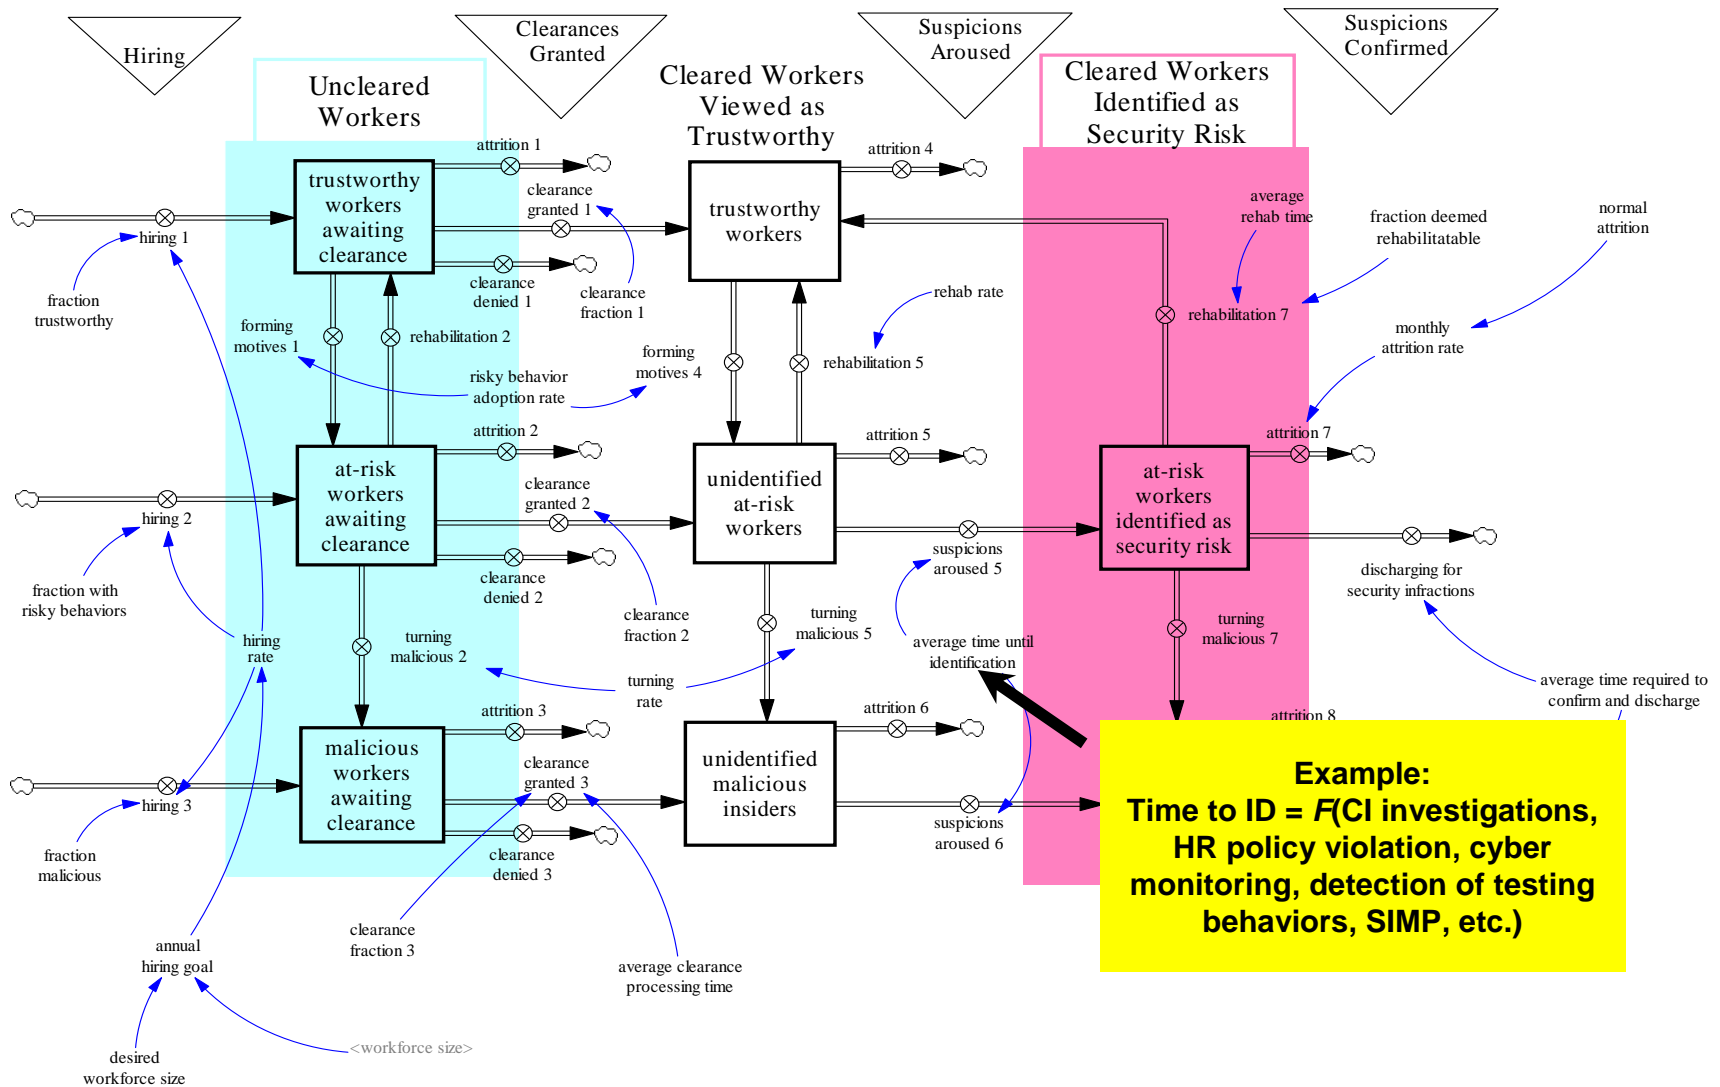 Hiring
Clearances
Granted
Suspicions
Aroused
Suspicions
Confirmed
Uncleared
Workers
Cleared Workers
Viewed as
Trustworthy
Cleared Workers
Identified as
Security Risk
attrition 1
attrition 4
trustworthy
workers
awaiting
clearance
clearance
granted 1
trustworthy
workers
average
rehab time
fraction deemed
rehabilitatable
normal
attrition
hiring 1
clearance
denied 1
clearance
fraction 1
rehab rate
fraction
trustworthy
forming
motives 1
rehabilitation 2
forming
motives 4
rehabilitation 5
rehabilitation 7
monthly
attrition rate
risky behavior
adoption rate
attrition 2
attrition 5
attrition 7
at-risk
workers
awaiting
clearance
clearance
granted 2
unidentified
at-risk
workers
at-risk
workers
identified as
security risk
hiring 2
suspicions
aroused 5
discharging for
security infractions
fraction with
risky behaviors
clearance
denied 2
clearance
fraction 2
hiring
rate
turning
malicious 2
turning
malicious 5
average time until
identification
turning
malicious 7
turning
rate
average time required to
confirm and discharge
attrition 3
attrition 6
attrition 8
malicious
workers
awaiting
clearance
clearance
granted 3
unidentified
malicious
insiders
hiring 3
suspicions
aroused 6
fraction
malicious
clearance
denied 3
Example:
Time to ID = F(CI investigations,
HR policy violation, cyber
monitoring, detection of testing
behaviors, SIMP, etc.)
clearance
fraction 3
annual
hiring goal
average clearance
processing time
<workforce size>
desired
workforce size